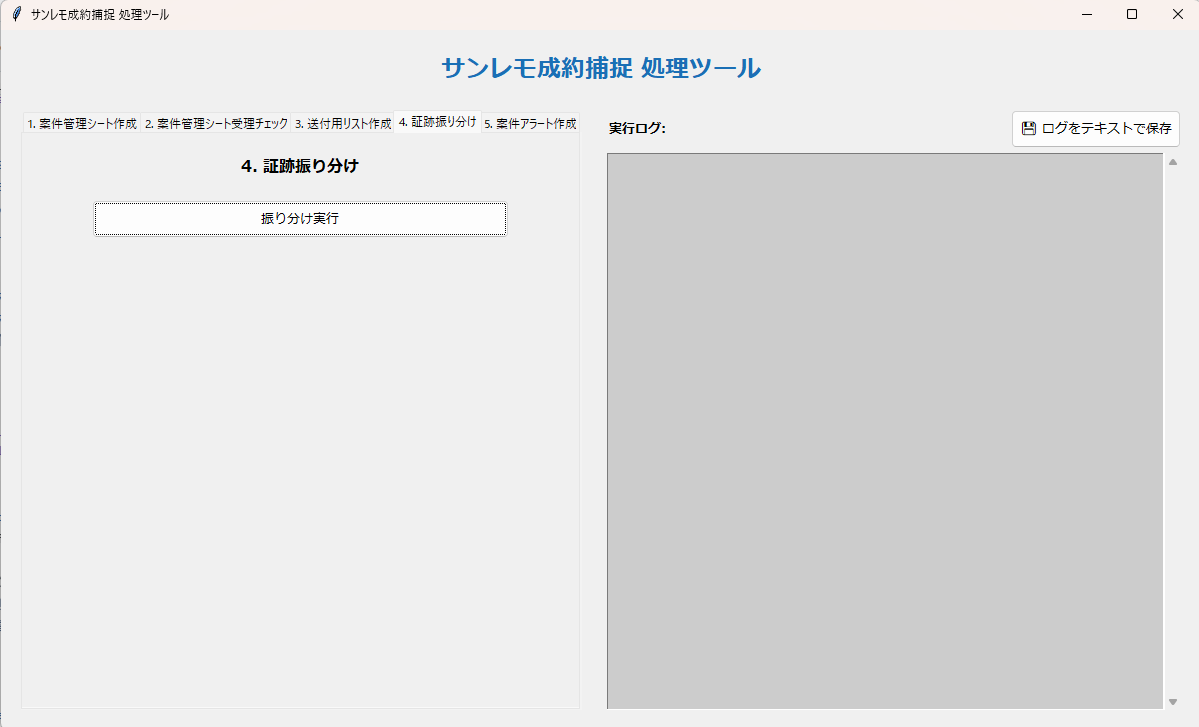 サンレモ成約捕捉 処理ツール
サンレモ成約捕捉 処理ツール
1. 案件管理シート作成
2. 案件管理シート受理チェック
3. 送付用リスト作成
4. 証跡振り分け
5. 案件アラート作成
4. 証跡振り分け
振り分け実行
実行ログ:
ログをテキストで保存